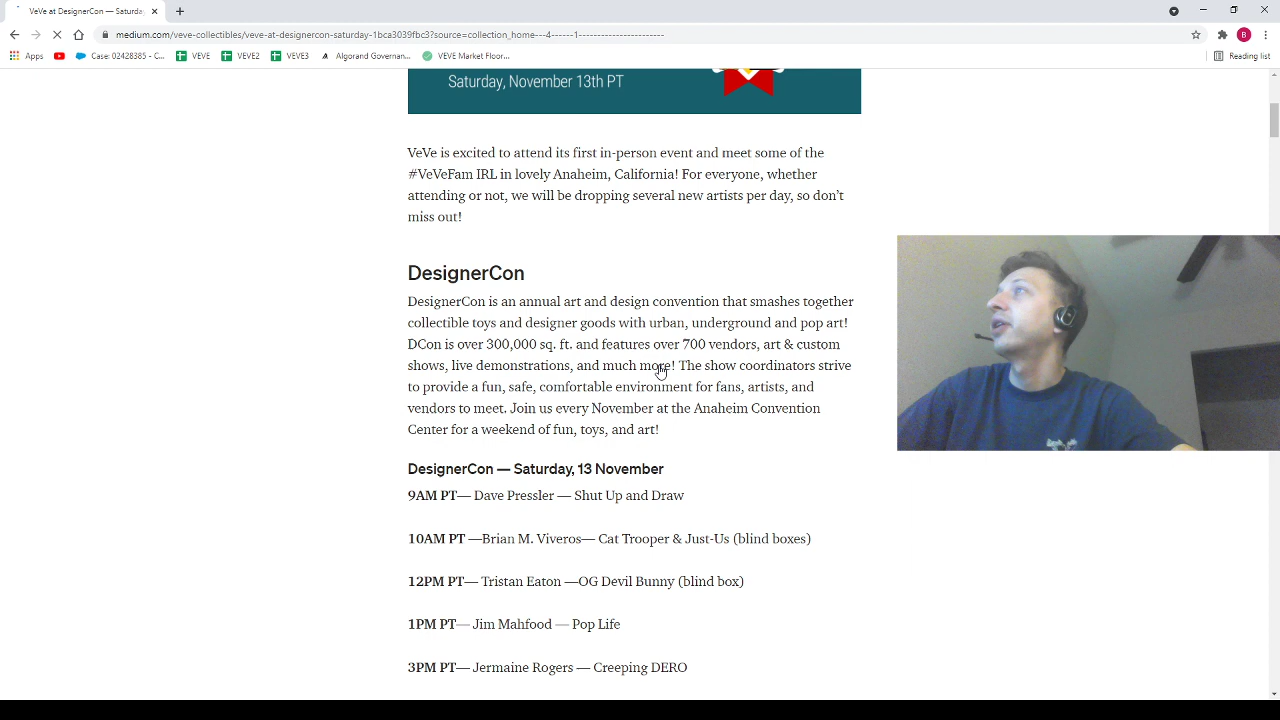 VeVe at DesignerCon — Saturda
medium.com/veve-collectibles/veve-at-designercon-saturday-1bca3039fbc3?source=collection_home---4------1-----------------------
B
Apps
Case: 02428385 - C...
VEVE
VEVE2
VEVE3
Algorand Governan...
VEVE Market Floor...
Reading list
Saturday, November 13th PT
VeVe is excited to attend its first in-person event and meet some of the
#VeVeFam IRL in lovely Anaheim, California! For everyone, whether
attending or not, we will be dropping several new artists per day, so don’t
miss out!
DesignerCon
DesignerCon is an annual art and design convention that smashes together
collectible toys and designer goods with urban, underground and pop art!
DCon is over 300,000 sq. ft. and features over 700 vendors, art & custom
shows, live demonstrations, and much more! The show coordinators strive
to provide a fun, safe, comfortable environment for fans, artists, and
vendors to meet. Join us every November at the Anaheim Convention
Center for a weekend of fun, toys, and art!
DesignerCon — Saturday, 13 November
9AM PT— Dave Pressler — Shut Up and Draw
10AM PT —Brian M. Viveros— Cat Trooper & Just-Us (blind boxes)
12PM PT— Tristan Eaton —OG Devil Bunny (blind box)
1PM PT— Jim Mahfood — Pop Life
3PM PT— Jermaine Rogers — Creeping DERO